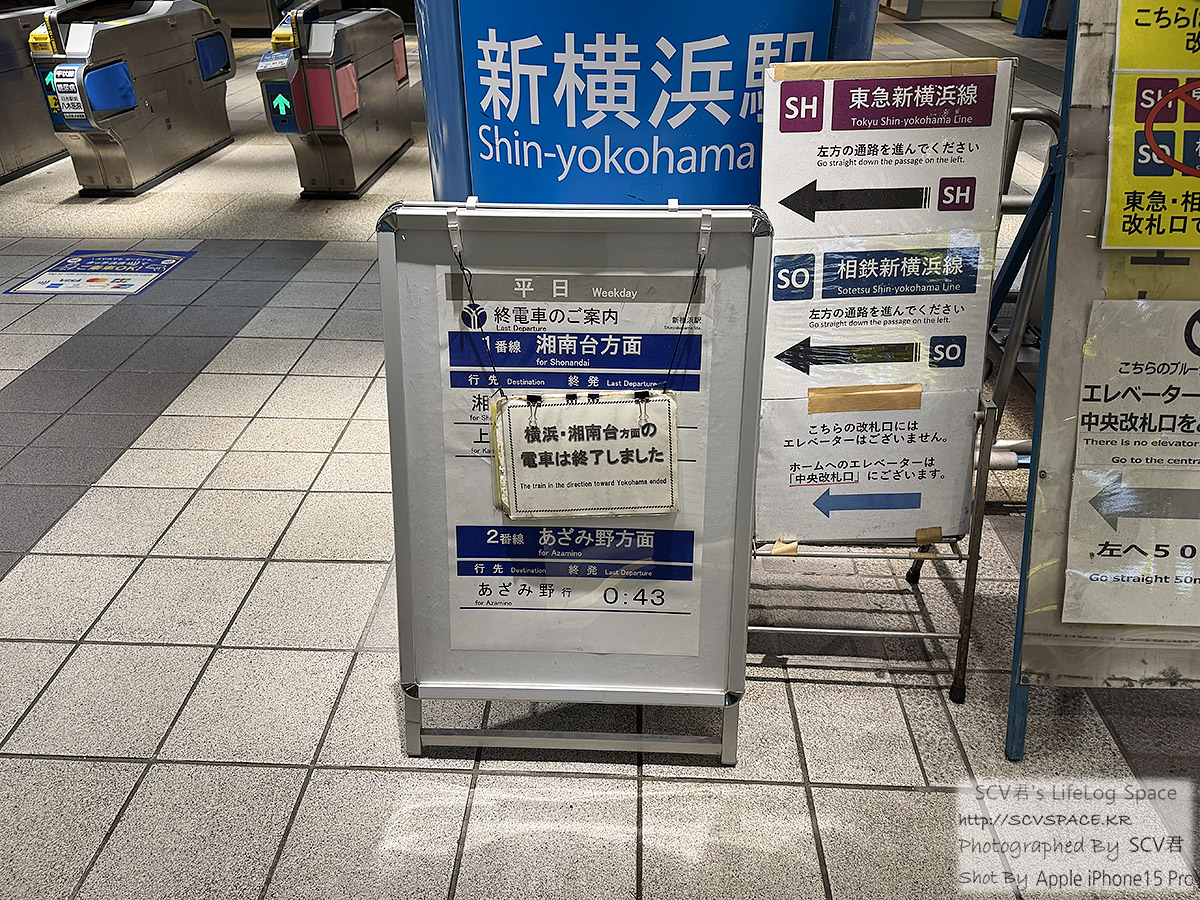 新横浜駅
Shin-yokohama
平日 Weekday
終電車のご案内
Last Departure
新横浜駅
Shinyokohama Sta.
1番線 湘南台方面
for Shonandai
行先 Destination 終発 Last Departure
湘
for Sh
上
for Ka
横浜・湘南台方面の
電車は終了しました
The train in the direction toward Yokohama ended
2番線 あざみ野方面
for Azamino
行先 Destination 終発 Last Departure
あざみ野行 0:43
for Azamino
SH 東急新横浜線
Tokyu Shin-yokohama Line
左方の通路を進んでください
Go straight down the passage on the left.
SH
SO 相鉄新横浜線
Sotetsu Shin-yokohama Line
左方の通路を進んでください
Go straight down the passage on the left.
SO
こちらの改札口には
エレベーターはございません。
ホームへのエレベーターは
「中央改札口」にございます。
こちらに
改
SH
SO
東急・相
改札口で
こちらのブルー
エレベーター
中央改札口を
There is no elevator
Go to the centra
左へ50
Go straight 50m
SCV君's LifeLog Space
http://SCVSPACE.KR
Photographed By SCV君
Shot By Apple iPhone15 Pro